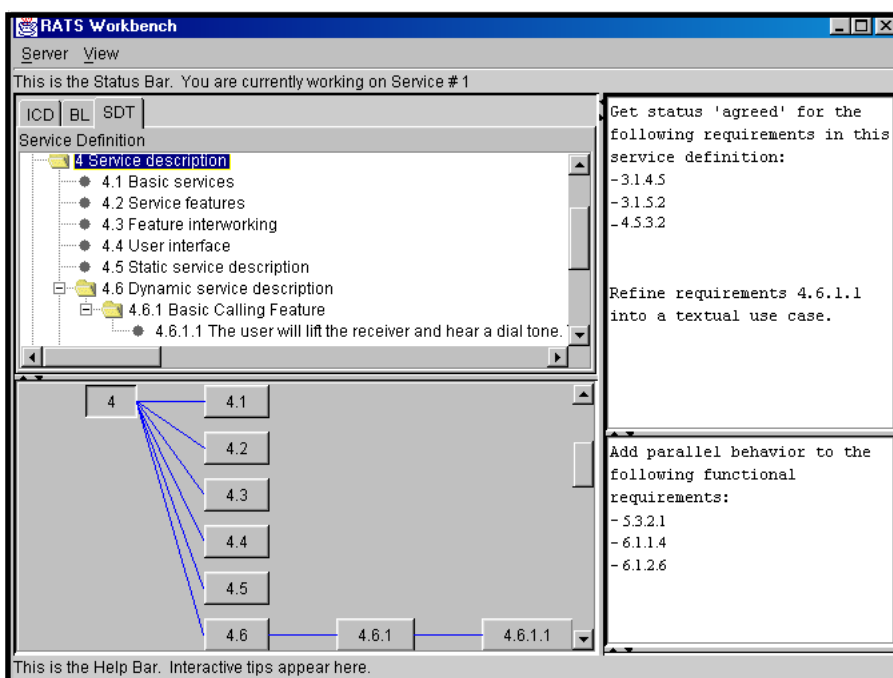 RATS Workbench
Server View
This is the Status Bar. You are currently working on Service # 1
ICD BL SDT
Service Definition
4 Service description
4.1 Basic services
4.2 Service features
4.3 Feature interworking
4.4 User interface
4.5 Static service description
4.6 Dynamic service description
4.6.1 Basic Calling Feature
4.6.1.1 The user will lift the receiver and hear a dial tone.
4
4.1
4.2
4.3
4.4
4.5
4.6
4.6.1
4.6.1.1
Get status 'agreed' for the
following requirements in this
service definition:
-3.1.4.5
-3.1.5.2
-4.5.3.2
Refine requirements 4.6.1.1
into a textual use case.
Add parallel behavior to the
following functional
requirements:
- 5.3.2.1
- 6.1.1.4
- 6.1.2.6
This is the Help Bar. Interactive tips appear here.